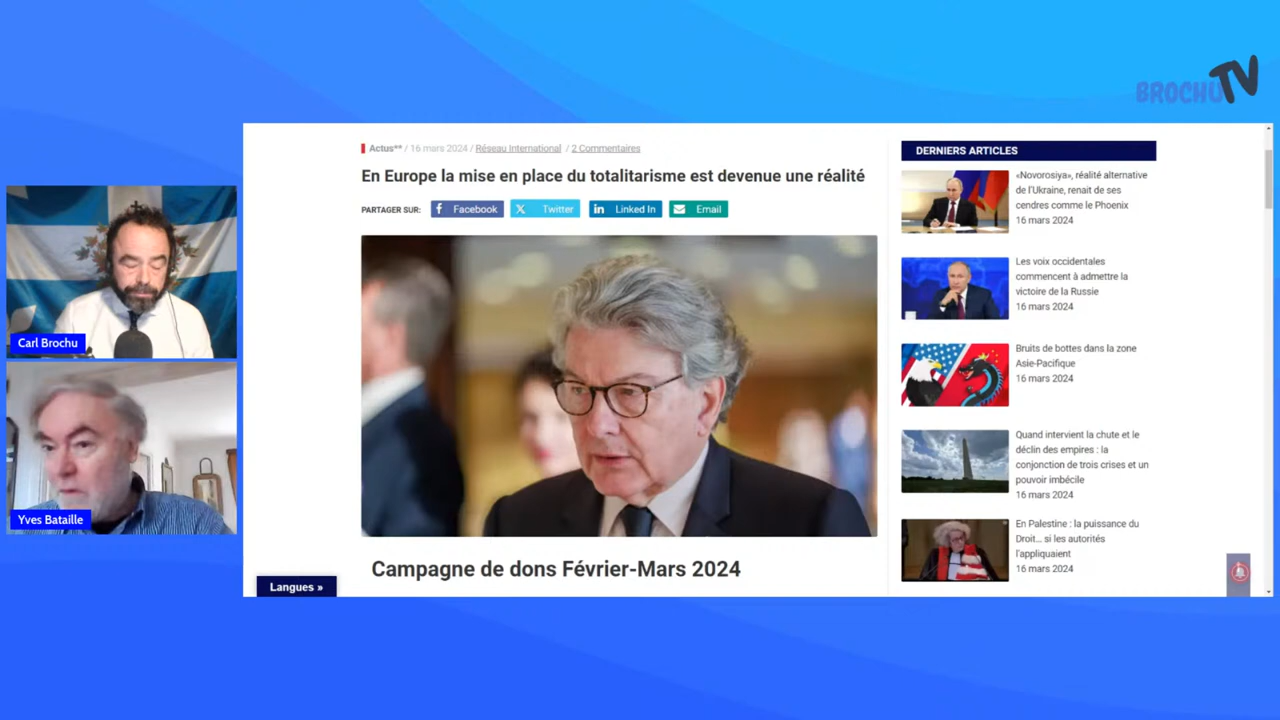 BROCHU TV
Actus** / 16 mars 2024 / Réseau International / 2 Commentaires
En Europe la mise en place du totalitarisme est devenue une réalité
PARTAGER SUR: Facebook Twitter Linked In Email
Campagne de dons Février-Mars 2024
Langues »
DERNIERS ARTICLES
«Novorosiya», réalité alternative
de l'Ukraine, renait de ses
cendres comme le Phoenix
16 mars 2024
Les voix occidentales
commencent à admettre la
victoire de la Russie
16 mars 2024
Bruits de bottes dans la zone
Asie-Pacifique
16 mars 2024
Quand intervient la chute et le
déclin des empires : la
conjonction de trois crises et un
pouvoir imbécile
16 mars 2024
En Palestine : la puissance du
Droit... si les autorités
l'appliquaient
16 mars 2024
Carl Brochu
Yves Bataille